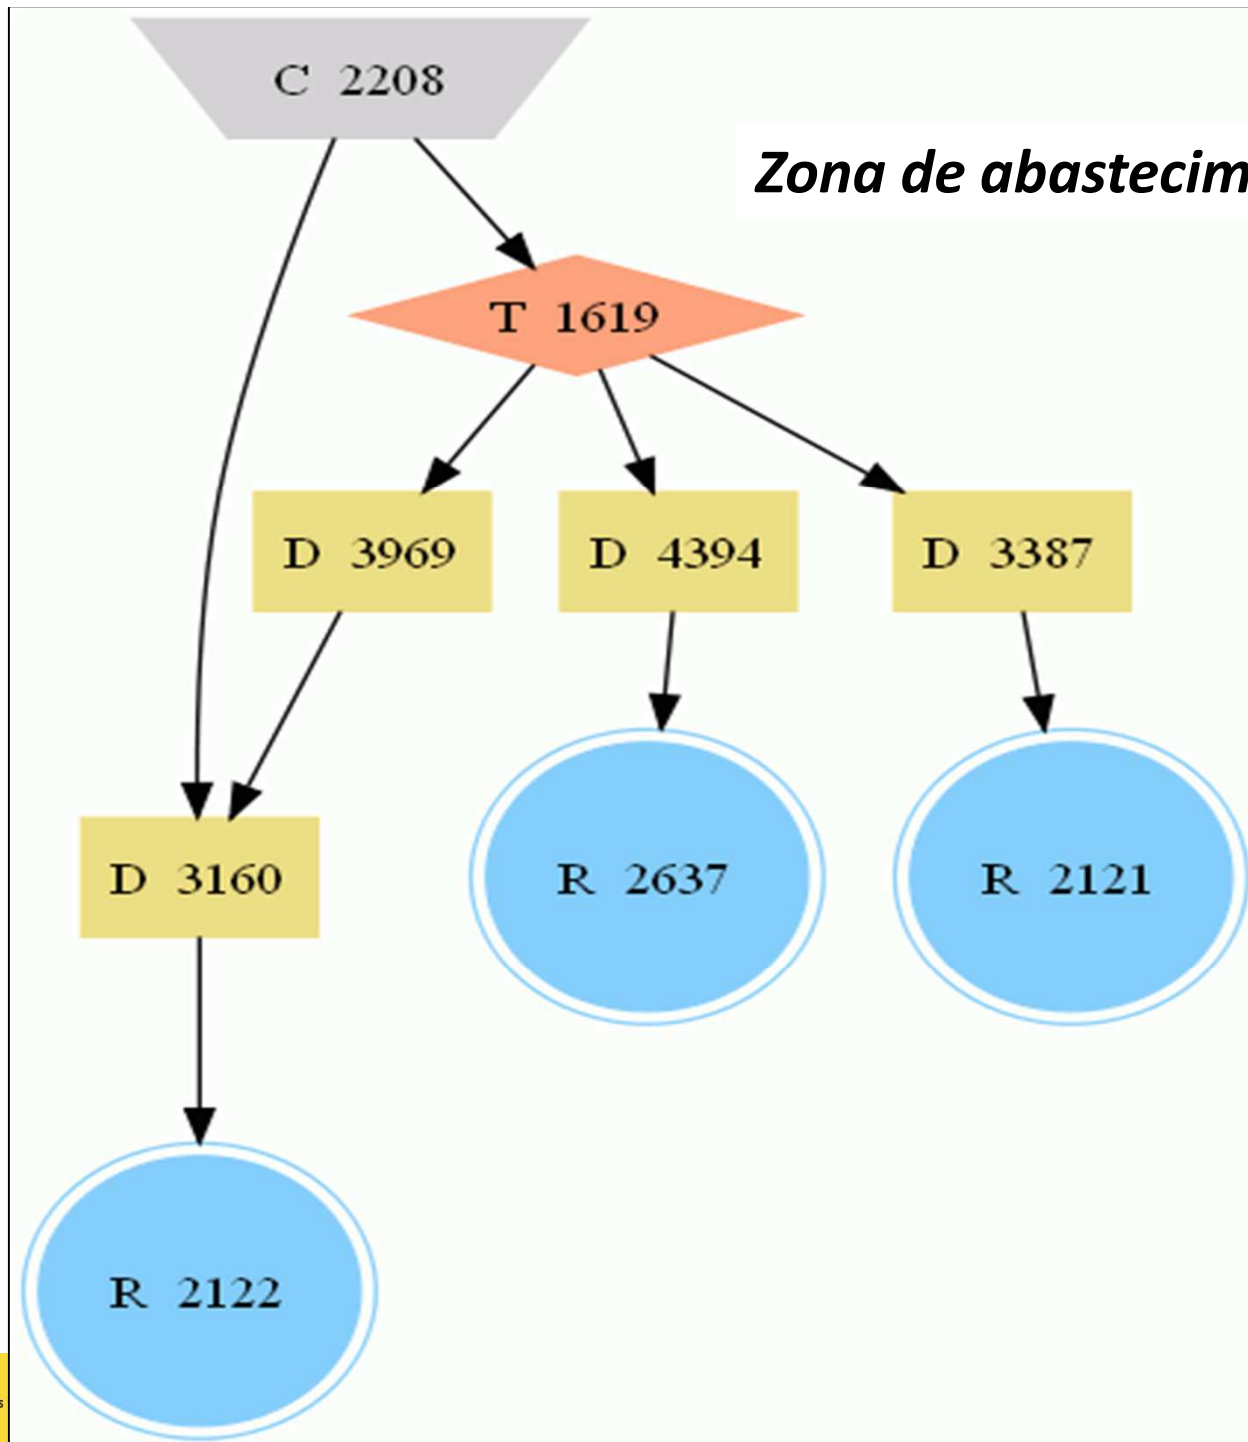 C 2208
Zona de abastecim
T 1619
D 3969
D 4394
D 3387
D 3160
R 2637
R 2121
R 2122
s